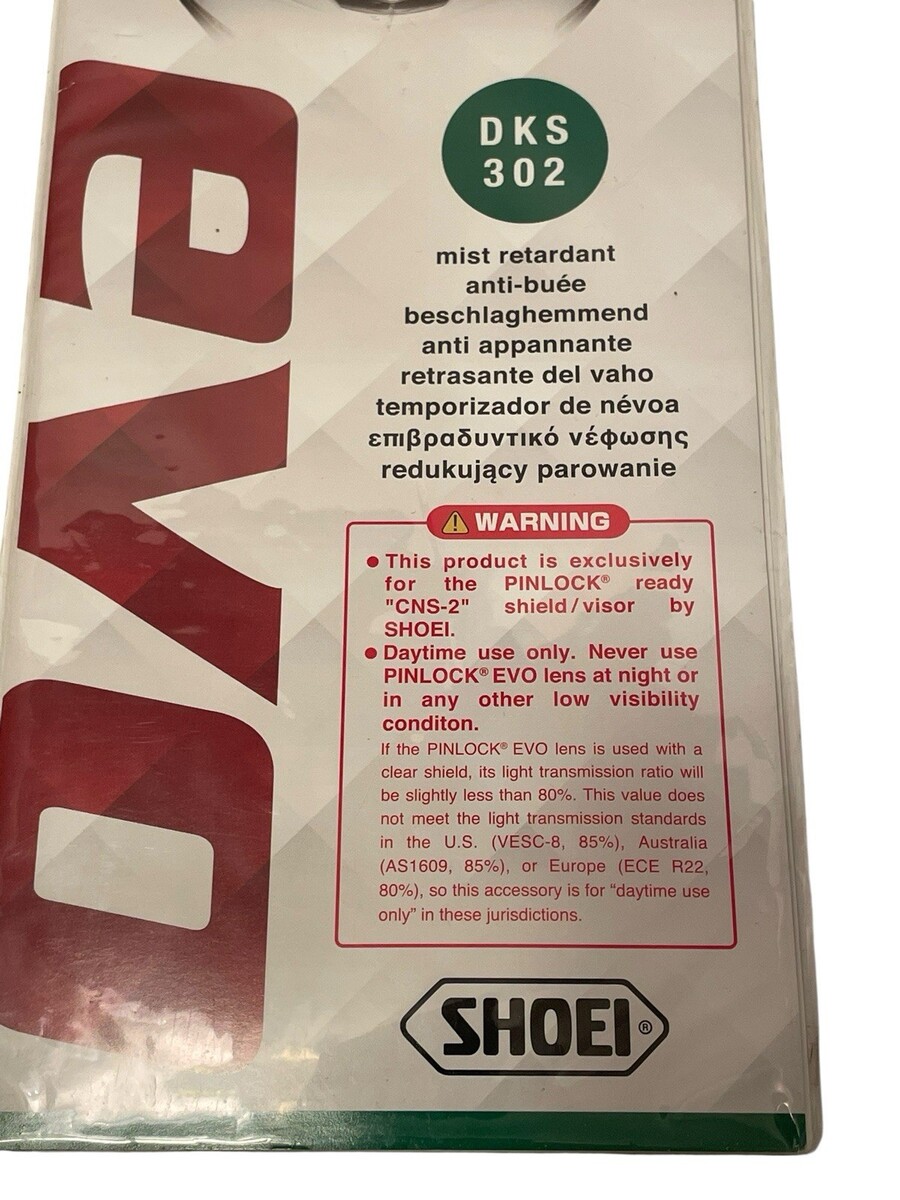 evo
DKS
302
mist retardant
anti-buée
beschlaghemmend
anti appannante
retrasante del vaho
temporizador de névoa
επιβραδυντικό νέφωσης
redukujący parowanie
WARNING
● This product is exclusively
for the PINLOCK® ready
"CNS-2" shield/visor by
SHOEI.
● Daytime use only. Never use
PINLOCK® EVO lens at night or
in any other low visibility
conditon.
If the PINLOCK® EVO lens is used with a
clear shield, its light transmission ratio will
be slightly less than 80%. This value does
not meet the light transmission standards
in the U.S. (VESC-8, 85%), Australia
(AS1609, 85%), or Europe (ECE R22,
80%), so this accessory is for “daytime use
only” in these jurisdictions.
SHOEI®